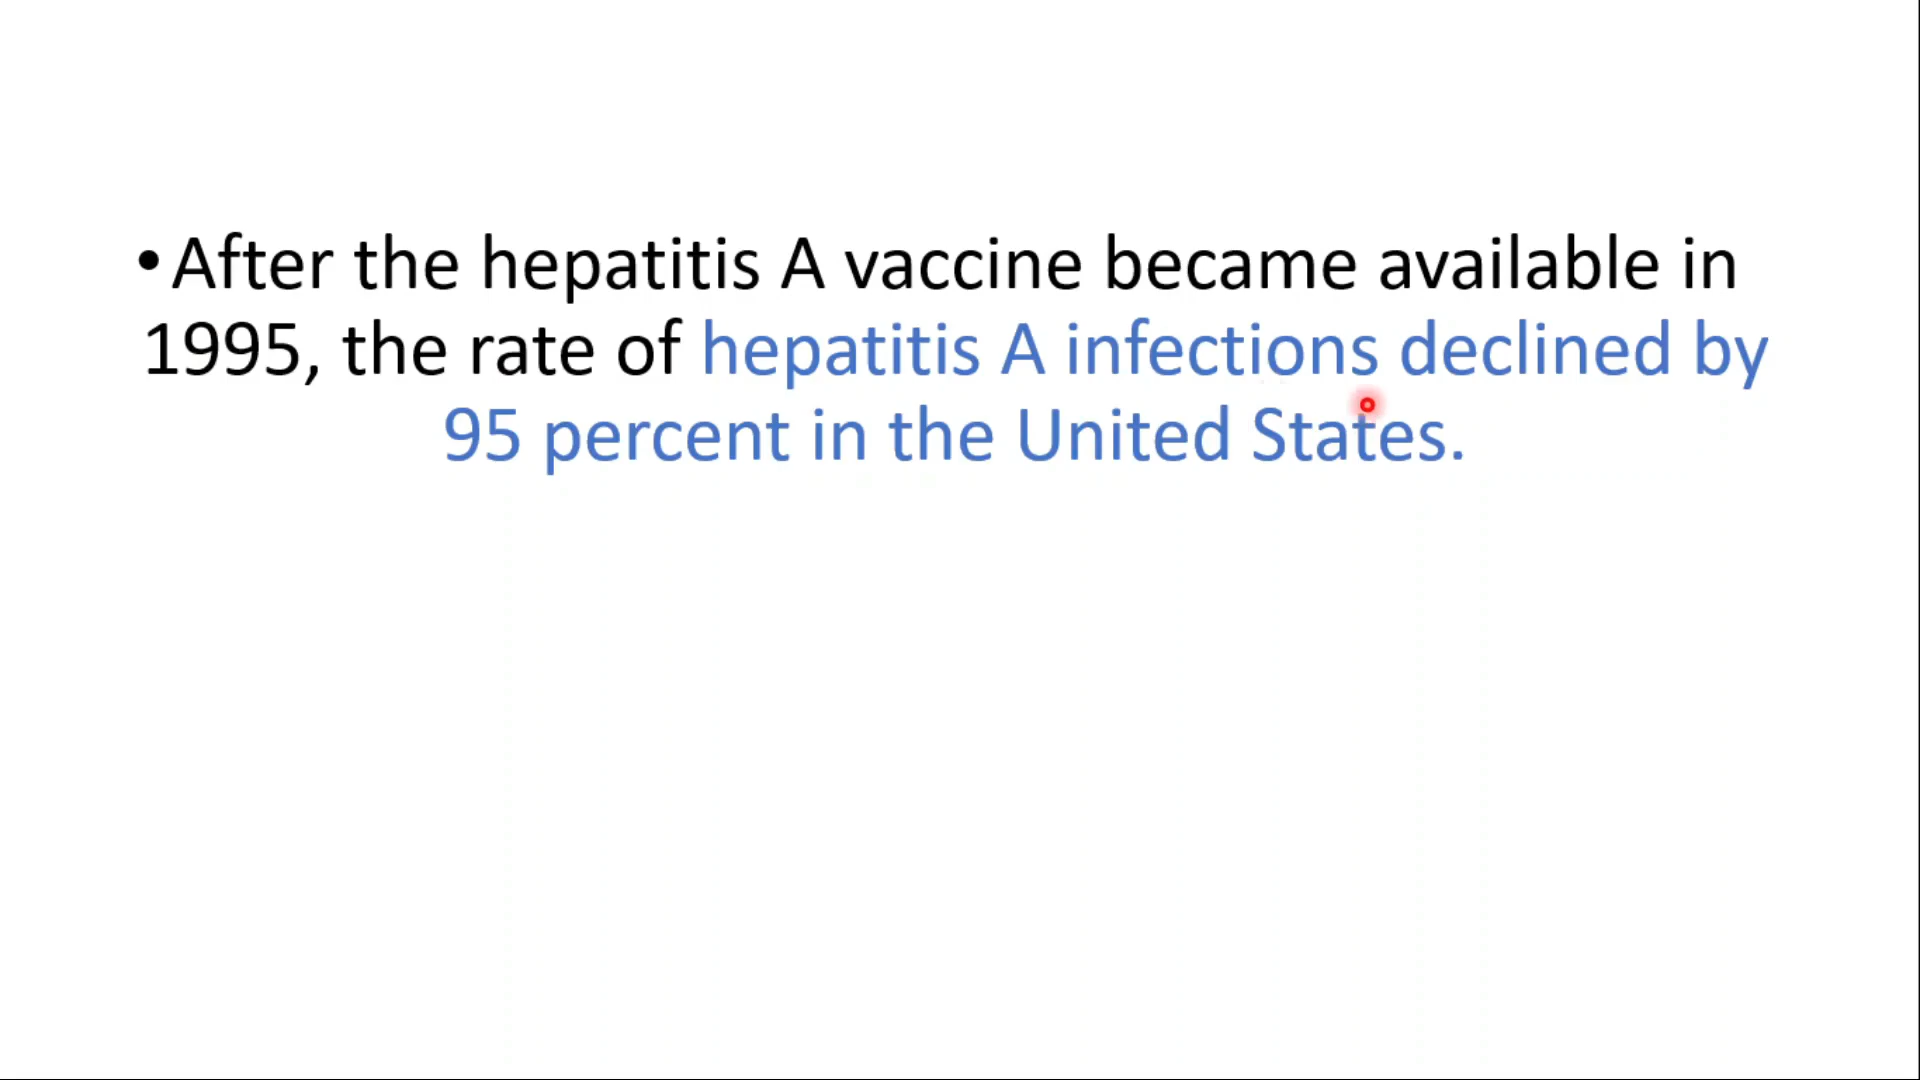 •After the hepatitis A vaccine became available in
1995, the rate of hepatitis A infections declined by
95 percent in the United States.